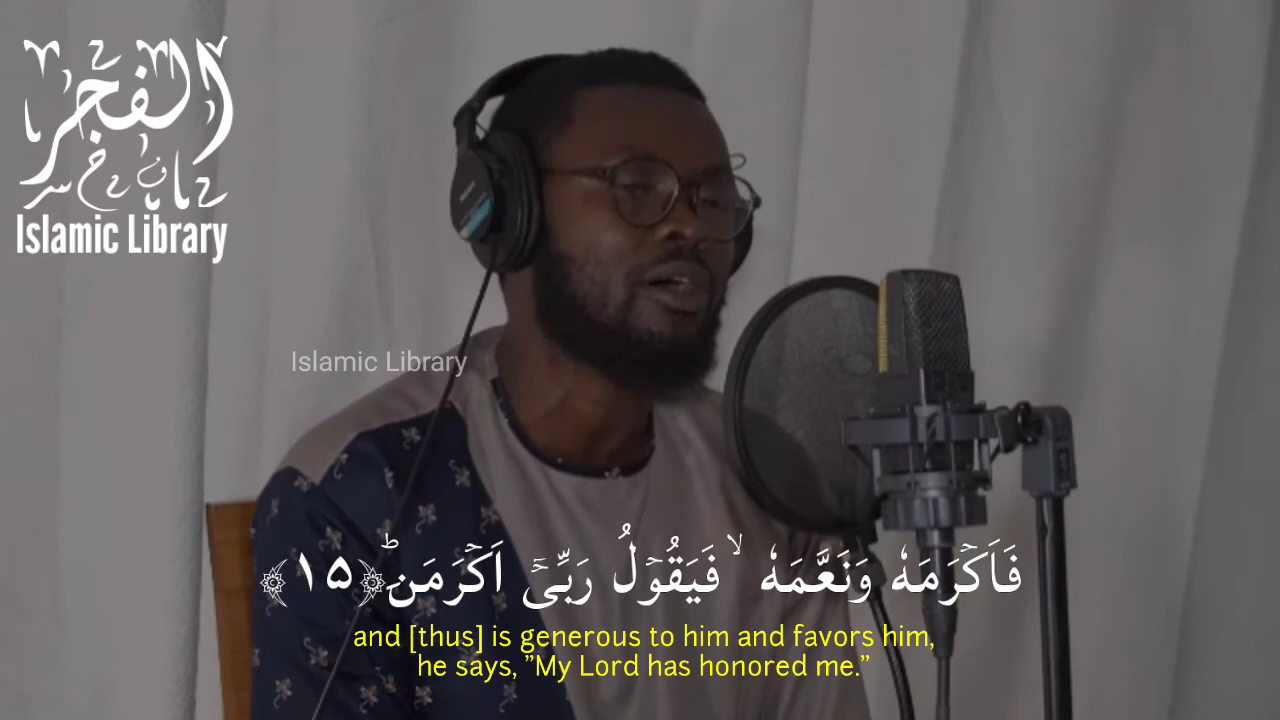 الفجر
Islamic Library
Islamic Library
فَاَكۡرَمَهٗ وَنَعَّمَهٗ ۙ فَيَقُوۡلُ رَبِّىۡۤ اَكۡرَمَنِؕ‏ ﴿۱۵﴾
and [thus] is generous to him and favors him,
he says, "My Lord has honored me."